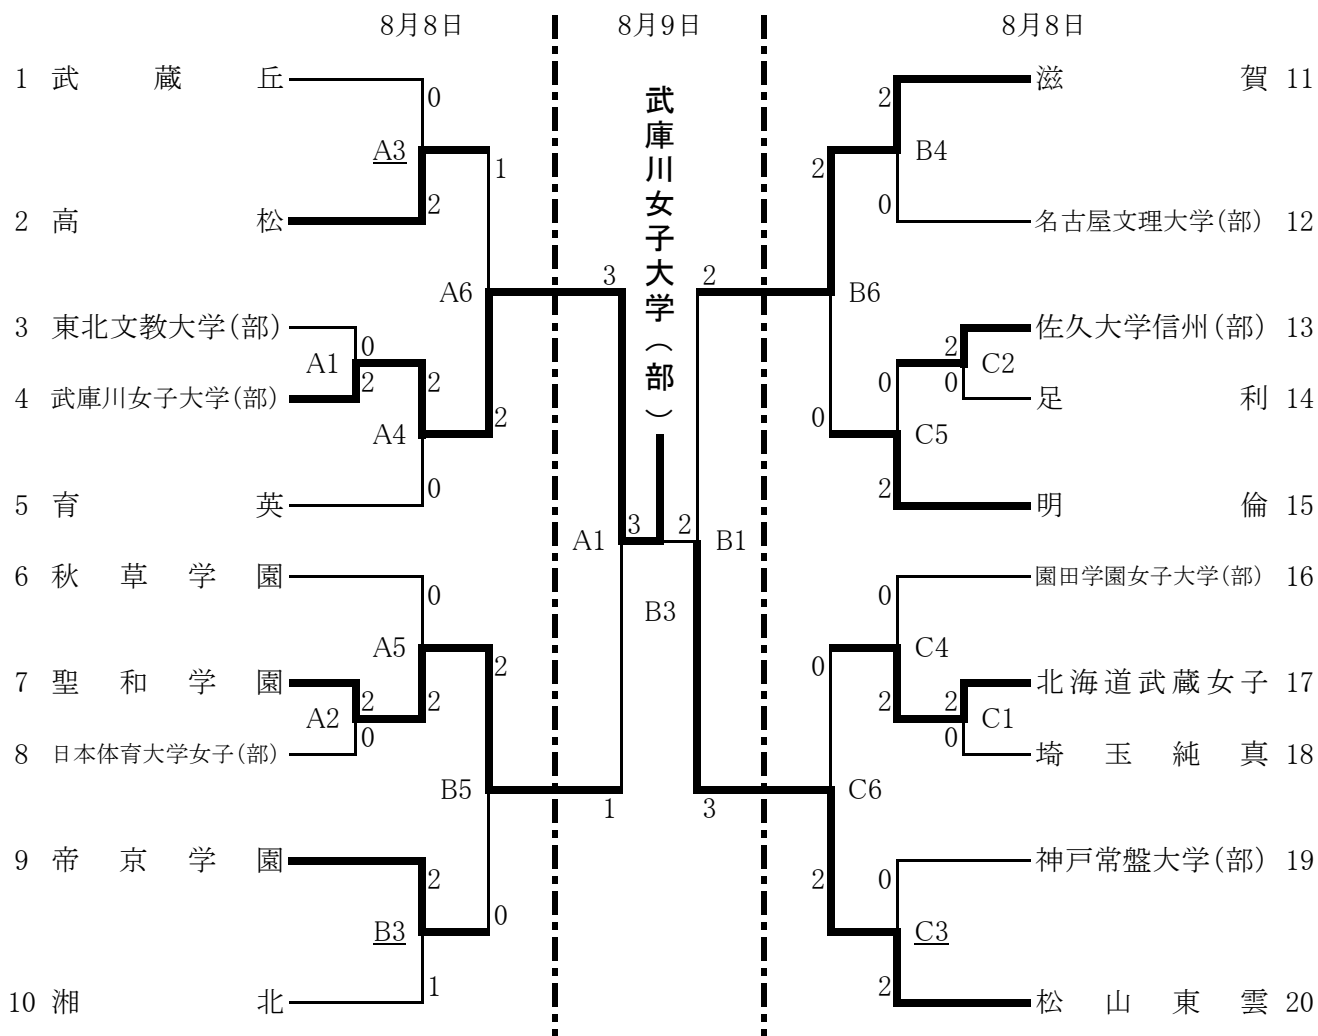 8月8日 8月9日 8月8日
武庫川女子大学(部)
1 武蔵丘
0
A3
1
2
2 高松
A6
3
3 東北文教大学(部)
0
A1
2
2
4 武庫川女子大学(部)
A4
2
0
5 育英
A1
3
6 秋草学園
0
A5
2
7 聖和学園
2
2
A2
0
8 日本体育大学女子(部)
B5
1
9 帝京学園
2
0
B3
1
10 湘北
2
B3
滋賀 11
2
B4
2
0
名古屋文理大学(部) 12
2
B6
佐久大学信州(部) 13
2
C2
0
0
足利 14
0
C5
2
明倫 15
B1
園田学園女子大学(部) 16
0
C4
0
北海道武蔵女子 17
2
2
C1
0
埼玉純真 18
C6
3
神戸常盤大学(部) 19
2
0
C3
2
松山東雲 20